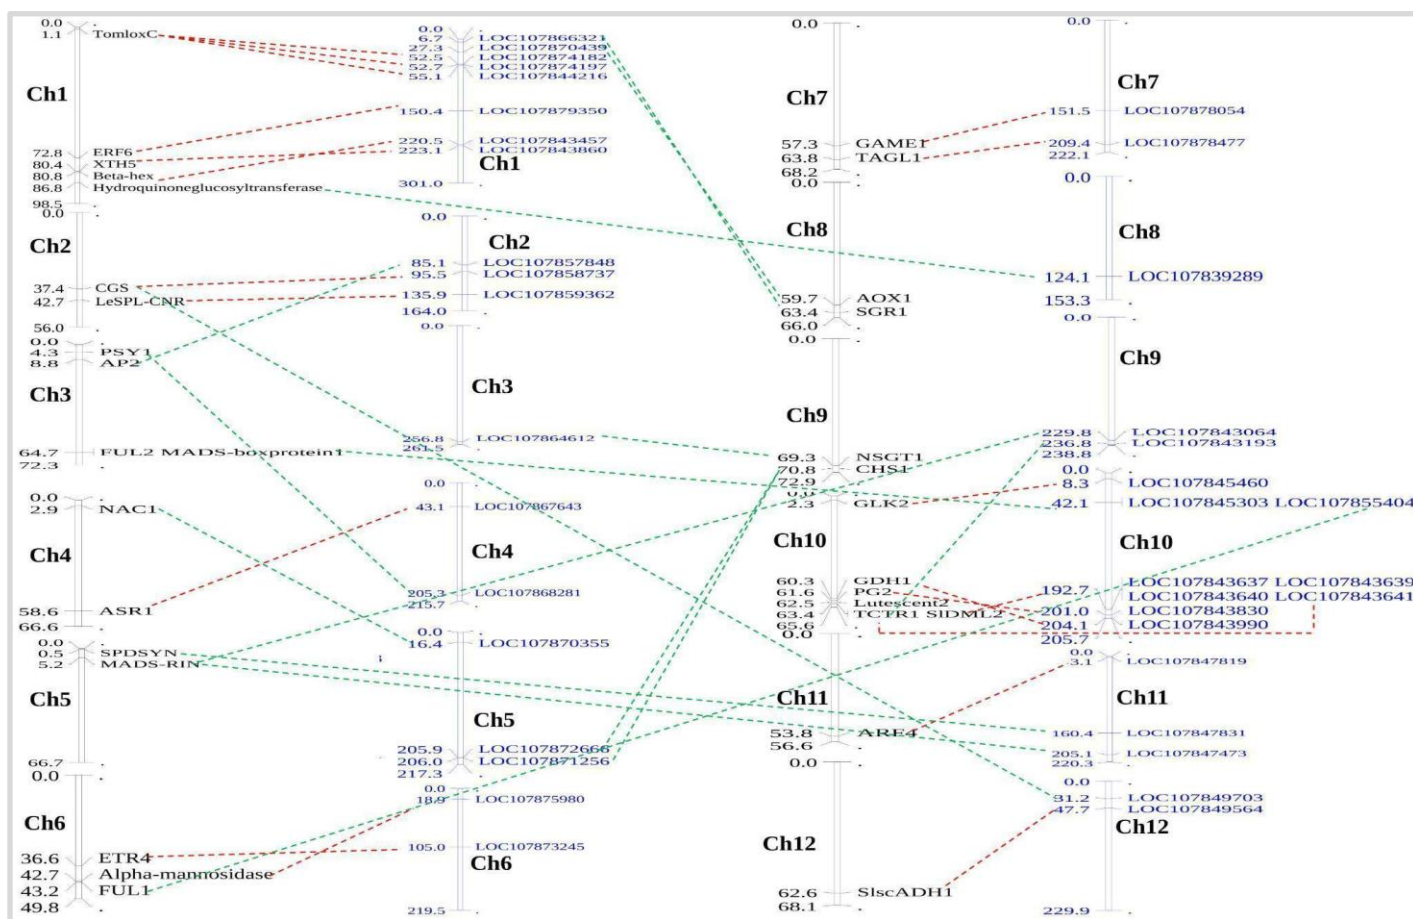 0.0 .
1.1 TomloxC
Ch1
72.8 ERF6
80.4 XTH5
80.8 Beta-hex
86.8 Hydroquinoneglucosyltransferase
98.5 .
0.0 .
Ch2
37.4 CGS
42.7 LeSPL-CNR
56.0 .
0.0 .
4.3 PSY1
8.8 AP2
Ch3
64.7 FUL2 MADS-boxprotein1
72.3 .
0.0 .
2.9 NAC1
Ch4
58.6 ASR1
66.6 .
0.0 .
0.5 SPDSYN
5.2 MADS-RIN
Ch5
66.7 .
0.0 .
Ch6
36.6 ETR4
42.7 Alpha-mannosidase
43.2 FUL1
49.8 .
0.0 .
6.7 LOC107866321
27.3 LOC107870439
52.5 LOC107874182
52.7 LOC107874197
55.1 LOC107844216
150.4 LOC107879350
220.5 LOC107843457
223.1 LOC107843860
Ch1
301.0 .
0.0 .
Ch2
85.1 LOC107857848
95.5 LOC107858737
135.9 LOC107859362
164.0 .
0.0 .
Ch3
256.8 LOC107864612
261.5 .
0.0 .
43.1 LOC107867643
Ch4
205.3 LOC107868281
215.7 .
0.0 .
16.4 LOC107870355
Ch5
205.9 LOC107872666
206.0 LOC107871256
217.3 .
0.0 .
18.9 LOC107875980
105.0 LOC107873245
Ch6
219.5 .
0.0 .
Ch7
57.3 GAME1
63.8 TAGL1
68.2 .
0.0 .
Ch8
59.7 AOX1
63.4 SGR1
66.0 .
0.0 .
Ch9
69.3 NSGT1
70.8 CHS1
72.9 .
0.0 .
2.3 GLK2
Ch10
60.3 GDH1
61.6 PG2
62.5 Lutescent2
63.4 TCTR1 SlDML2
65.6 .
0.0 .
Ch11
53.8 ARE4
56.6 .
0.0 .
Ch12
62.6 SlscADH1
68.1 .
0.0 .
Ch7
151.5 LOC107878054
209.4 LOC107878477
222.1 .
0.0 .
Ch8
124.1 LOC107839289
153.3 .
0.0 .
Ch9
229.8 LOC107843064
236.8 LOC107843193
238.8 .
0.0 .
8.3 LOC107845460
42.1 LOC107845303 LOC107855404
Ch10
192.7 LOC107843637 LOC107843639
LOC107843640 LOC107843641
201.0 LOC107843830
204.1 LOC107843990
205.7 .
0.0 .
3.1 LOC107847819
Ch11
160.4 LOC107847831
205.1 LOC107847473
220.3 .
0.0 .
31.2 LOC107849703
47.7 LOC107849564
Ch12
229.9 .